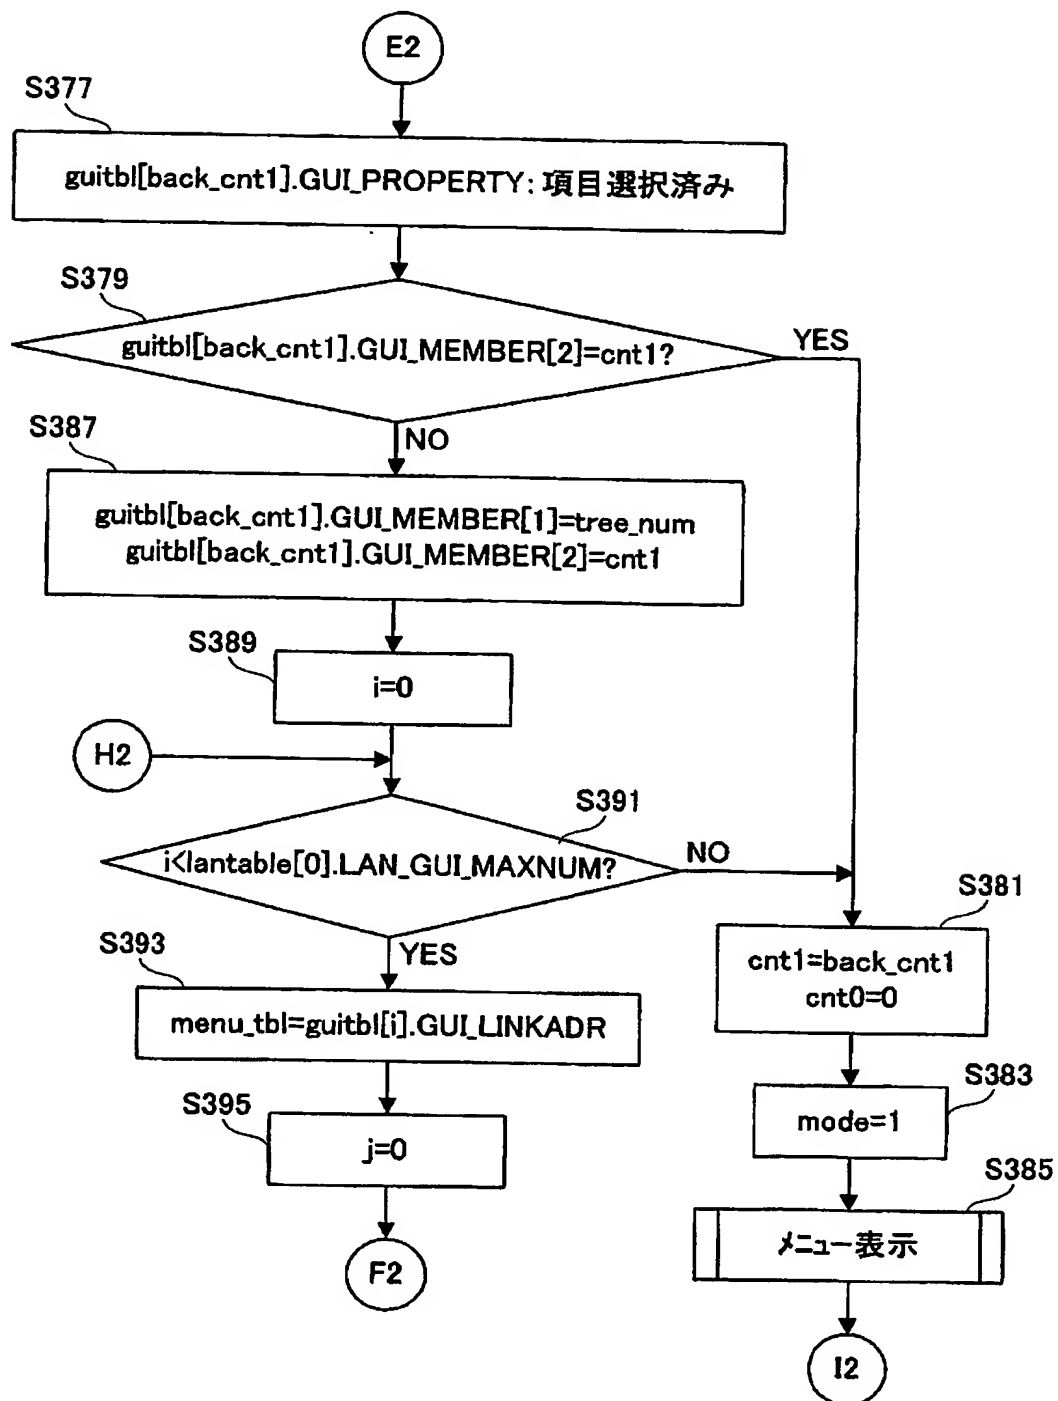 E2
S377
guitbl[back_cnt1].GUI_PROPERTY:項目選択済み
S379
guitbl[back_cnt1].GUI_MEMBER[2]=cnt1?
YES
NO
S387
guitbl[back_cnt1].GUI_MEMBER[1]=tree_num
guitbl[back_cnt1].GUI_MEMBER[2]=cnt1
S389
i=0
H2
S391
i<lantable[0].LAN_GUI_MAXNUM?
NO
YES
S381
cnt1=back_cnt1
cnt0=0
S393
menu_tbl=guitbl[i].GUI_LINKADR
S383
mode=1
S395
j=0
S385
メニュー表示
F2
I2